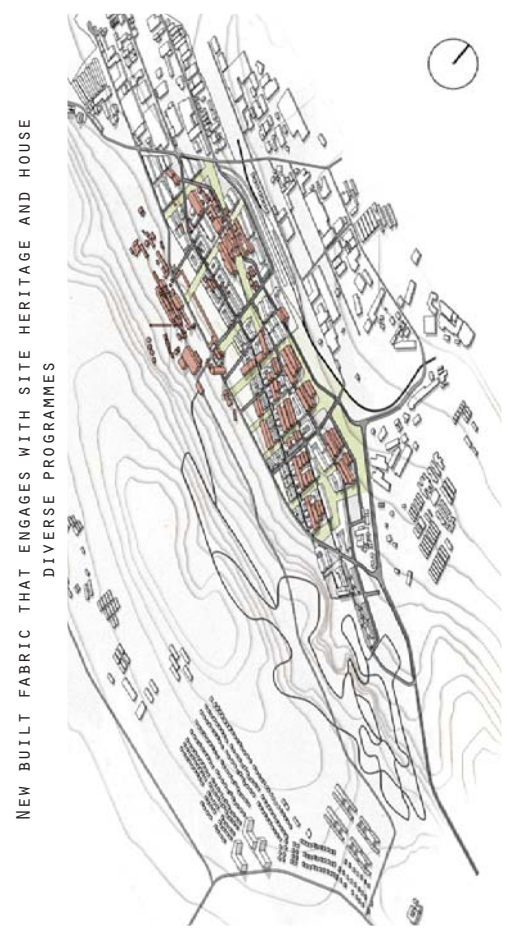 NEW BUILT FABRIC THAT ENGAGES WITH SITE HERITAGE AND HOUSE
DIVERSE PROGRAMMES